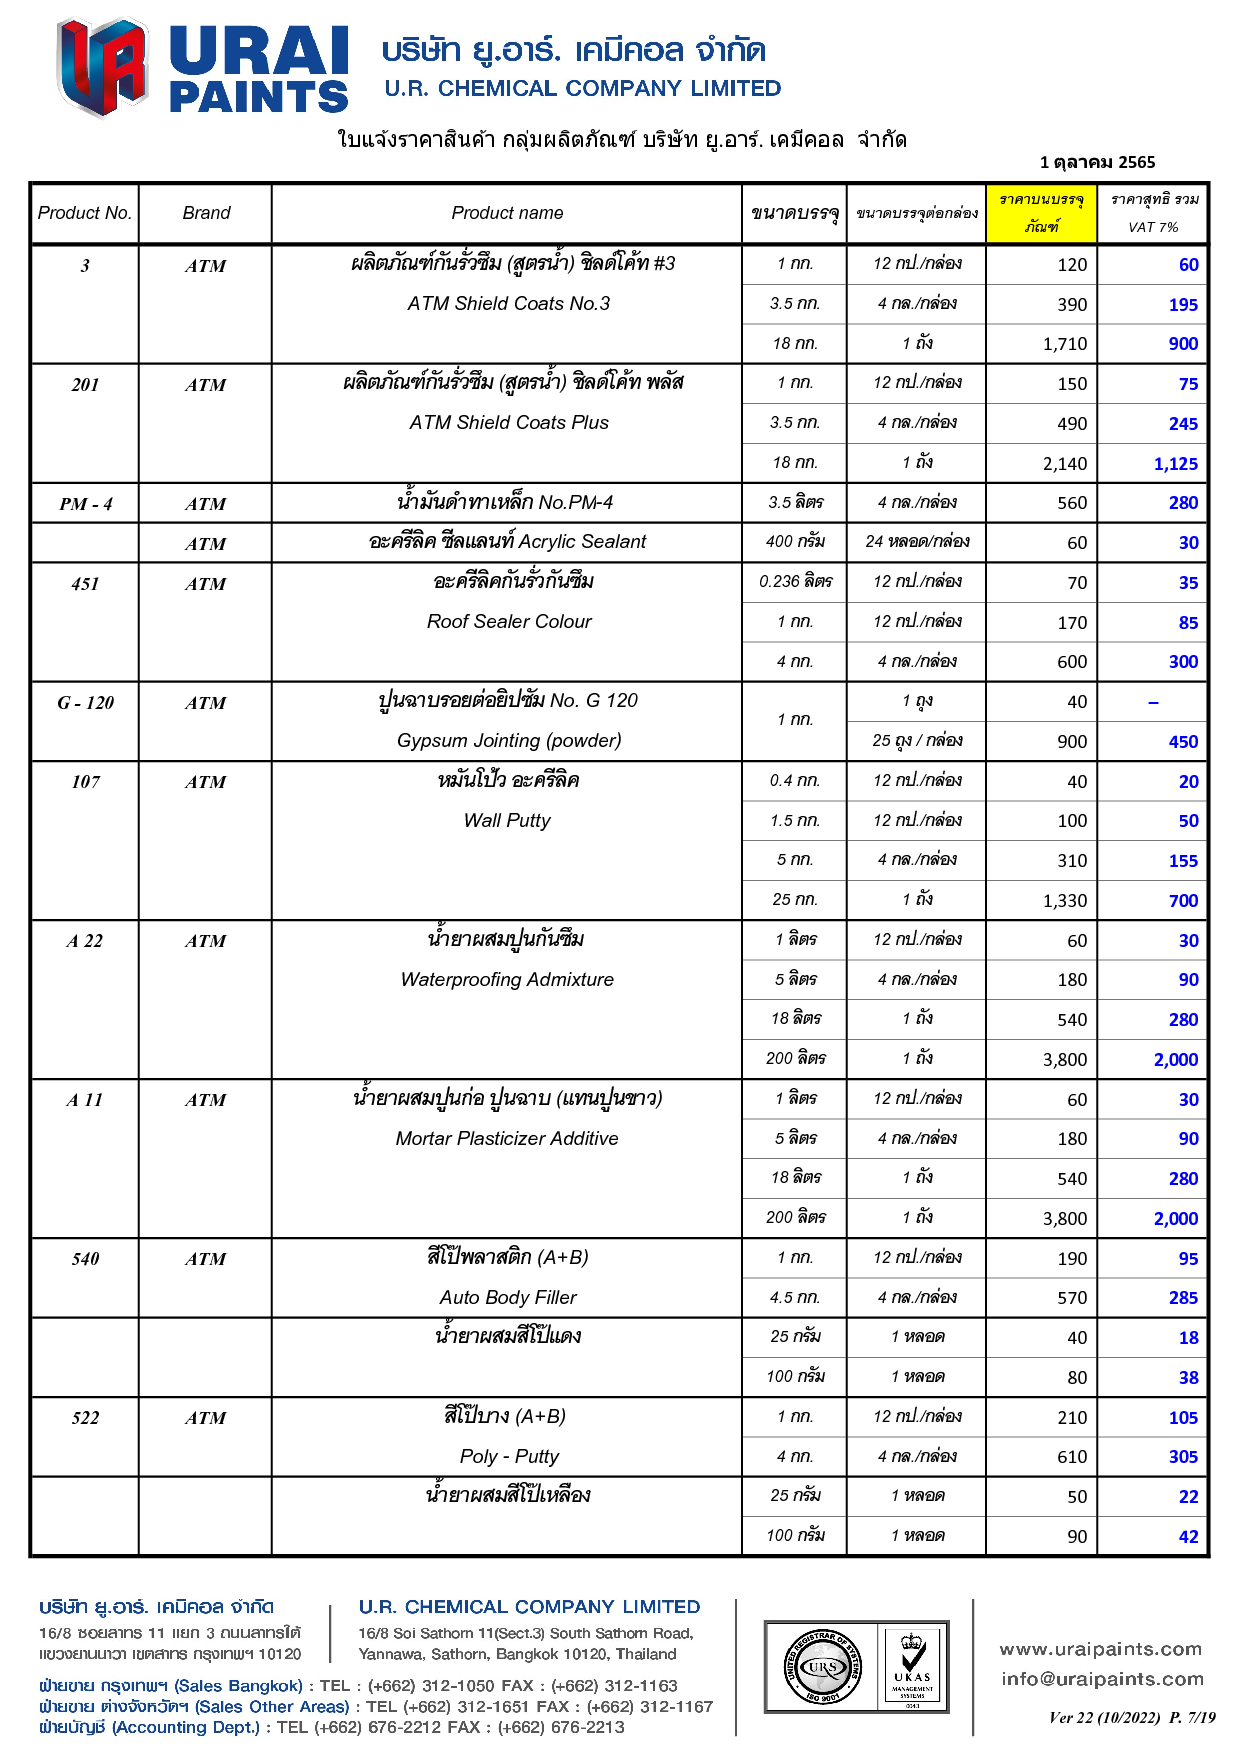 URAI
PAINTS
บริษัท ยู.อาร์. เคมีคอล จำกัด
U.R. CHEMICAL COMPANY LIMITED
ใบแจ้งราคาสินค้า กลุ่มผลิตภัณฑ์ บริษัท ยู.อาร์. เคมีคอล จำกัด
1 ตุลาคม 2565
Product No. Brand Product name ขนาดบรรจุ ขนาดบรรจุต่อกล่อง ราคาบนบรรจุ ราคาสุทธิ รวม
ภัณฑ์ VAT 7%
3 ATM ผลิตภัณฑ์กันรั่วซึม (สูตรน้ำ) ชิลด์โค้ท #3 1 กก. 12 กป./กล่อง 120 60
ATM Shield Coats No.3 3.5 กก. 4 กล./กล่อง 390 195
18 กก. 1 ถัง 1,710 900
201 ATM ผลิตภัณฑ์กันรั่วซึม (สูตรน้ำ) ชิลด์โค้ท พลัส 1 กก. 12 กป./กล่อง 150 75
ATM Shield Coats Plus 3.5 กก. 4 กล./กล่อง 490 245
18 กก. 1 ถัง 2,140 1,125
PM - 4 ATM น้ำมันดำทาเหล็ก No.PM-4 3.5 ลิตร 4 กล./กล่อง 560 280
ATM อะครีลิค ซีลแลนท์ Acrylic Sealant 400 กรัม 24 หลอด/กล่อง 60 30
451 ATM อะครีลิคกันรั่วกันซึม 0.236 ลิตร 12 กป./กล่อง 70 35
Roof Sealer Colour 1 กก. 12 กป./กล่อง 170 85
4 กก. 4 กล./กล่อง 600 300
G - 120 ATM ปูนฉาบรอยต่อยิปซัม No. G 120 1 กก. 1 ถุง 40 –
Gypsum Jointing (powder) 25 ถุง / กล่อง 900 450
107 ATM หมันโป้ว อะครีลิค 0.4 กก. 12 กป./กล่อง 40 20
Wall Putty 1.5 กก. 12 กป./กล่อง 100 50
5 กก. 4 กล./กล่อง 310 155
25 กก. 1 ถัง 1,330 700
A 22 ATM น้ำยาผสมปูนกันซึม 1 ลิตร 12 กป./กล่อง 60 30
Waterproofing Admixture 5 ลิตร 4 กล./กล่อง 180 90
18 ลิตร 1 ถัง 540 280
200 ลิตร 1 ถัง 3,800 2,000
A 11 ATM น้ำยาผสมปูนก่อ ปูนฉาบ (แทนปูนขาว) 1 ลิตร 12 กป./กล่อง 60 30
Mortar Plasticizer Additive 5 ลิตร 4 กล./กล่อง 180 90
18 ลิตร 1 ถัง 540 280
200 ลิตร 1 ถัง 3,800 2,000
540 ATM สีโป๊พลาสติก (A+B) 1 กก. 12 กป./กล่อง 190 95
Auto Body Filler 4.5 กก. 4 กล./กล่อง 570 285
น้ำยาผสมสีโป๊แดง 25 กรัม 1 หลอด 40 18
100 กรัม 1 หลอด 80 38
522 ATM สีโป๊บาง (A+B) 1 กก. 12 กป./กล่อง 210 105
Poly - Putty 4 กก. 4 กล./กล่อง 610 305
น้ำยาผสมสีโป๊เหลือง 25 กรัม 1 หลอด 50 22
100 กรัม 1 หลอด 90 42
บริษัท ยู.อาร์. เคมีคอล จำกัด
16/8 ซอยสาทร 11 แยก 3 ถนนสาทรใต้
แขวงยานนาวา เขตสาทร กรุงเทพฯ 10120
U.R. CHEMICAL COMPANY LIMITED
16/8 Soi Sathorn 11(Sect.3) South Sathorn Road,
Yannawa, Sathorn, Bangkok 10120, Thailand
ฝ่ายขาย กรุงเทพฯ (Sales Bangkok) : TEL : (+662) 312-1050 FAX : (+662) 312-1163
ฝ่ายขาย ต่างจังหวัดฯ (Sales Other Areas) : TEL (+662) 312-1651 FAX : (+662) 312-1167
ฝ่ายบัญชี (Accounting Dept.) : TEL (+662) 676-2212 FAX : (+662) 676-2213
UNITED REGISTRAR OF SYSTEMS
URS
ISO 9001
UKAS
MANAGEMENT
SYSTEMS
0043
www.uraipaints.com
info@uraipaints.com
Ver 22 (10/2022) P. 7/19